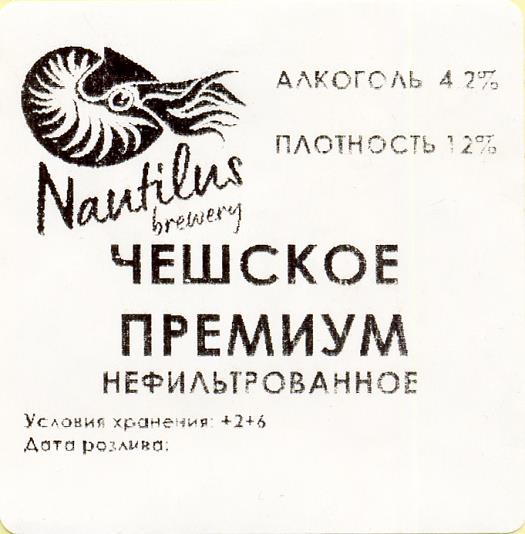 Nautilus
brewery
АЛКОГОЛЬ 4.2%
ПЛОТНОСТЬ 12%
ЧЕШСКОЕ
ПРЕМИУМ
НЕФИЛЬТРОВАННОЕ
Условия хранения: +2+6
Дата розлива: